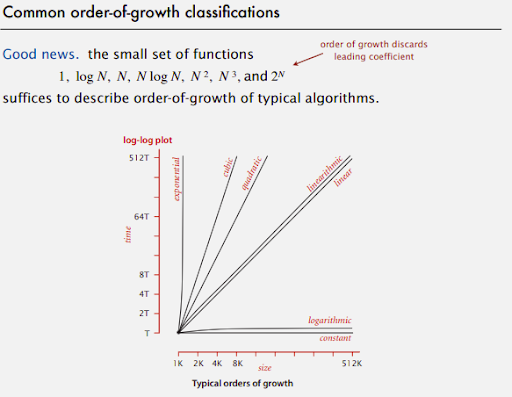 Common order-of-growth classifications
Good news. the small set of functions
order of growth discards
leading coefficient
1, log N, N, N log N, N², N³, and 2ᴺ
suffices to describe order-of-growth of typical algorithms.
log-log plot
512T
64T
8T
4T
2T
T
time
exponential
cubic
quadratic
linearithmic
linear
logarithmic
constant
1K 2K 4K 8K 512K
size
Typical orders of growth